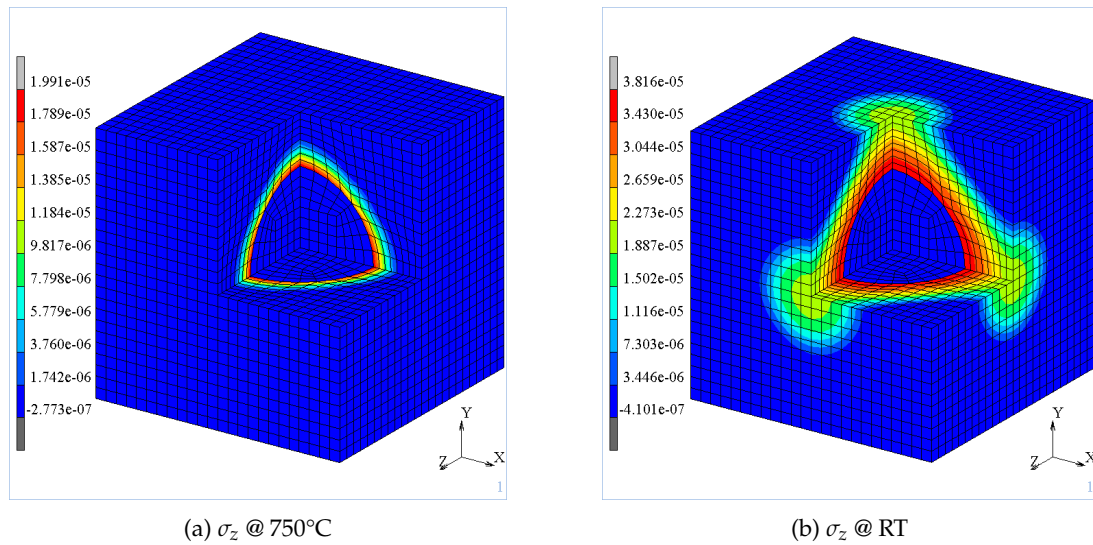 1.991e-05
1.789e-05
1.587e-05
1.385e-05
1.184e-05
9.817e-06
7.798e-06
5.779e-06
3.760e-06
1.742e-06
-2.773e-07
Y
Z
X
1
(a) σz @ 750°C
3.816e-05
3.430e-05
3.044e-05
2.659e-05
2.273e-05
1.887e-05
1.502e-05
1.116e-05
7.303e-06
3.446e-06
-4.101e-07
Y
Z
X
1
(b) σz @ RT